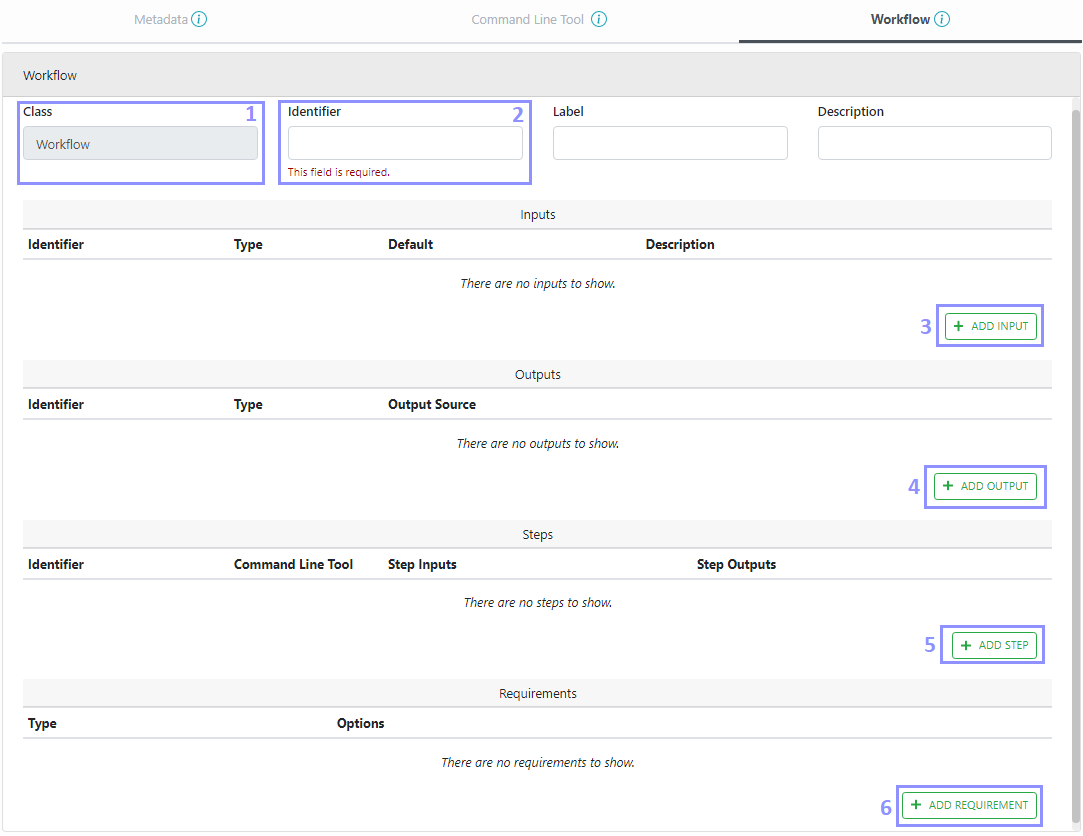 Metadata i Command Line Tool i Workflow i
Workflow
Class 1 Identifier 2 Label Description
Workflow
This field is required.
Inputs
Identifier Type Default Description
There are no inputs to show.
3 + ADD INPUT
Outputs
Identifier Type Output Source
There are no outputs to show.
4 + ADD OUTPUT
Steps
Identifier Command Line Tool Step Inputs Step Outputs
There are no steps to show.
5 + ADD STEP
Requirements
Type Options
There are no requirements to show.
6 + ADD REQUIREMENT